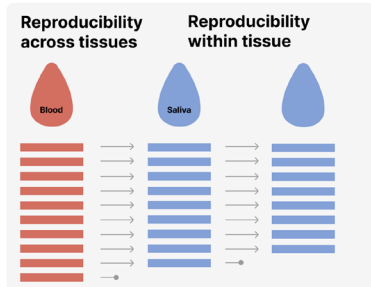 Reproducibility
across tissues
Reproducibility
within tissue
Blood
Saliva